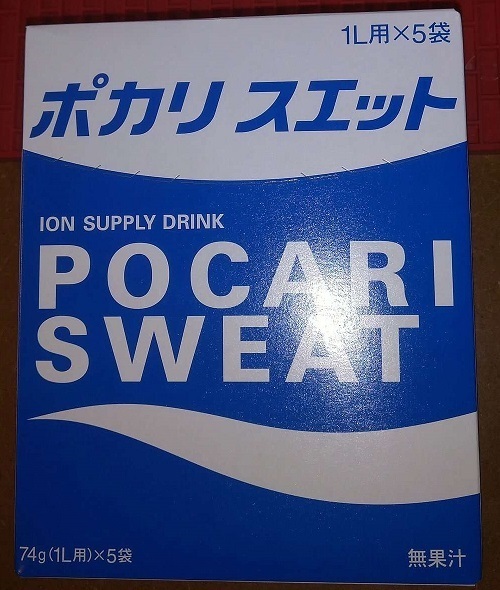 1L用×5袋
ポカリスエット
ION SUPPLY DRINK
POCARI
SWEAT
74g(1L用)×5袋
無果汁